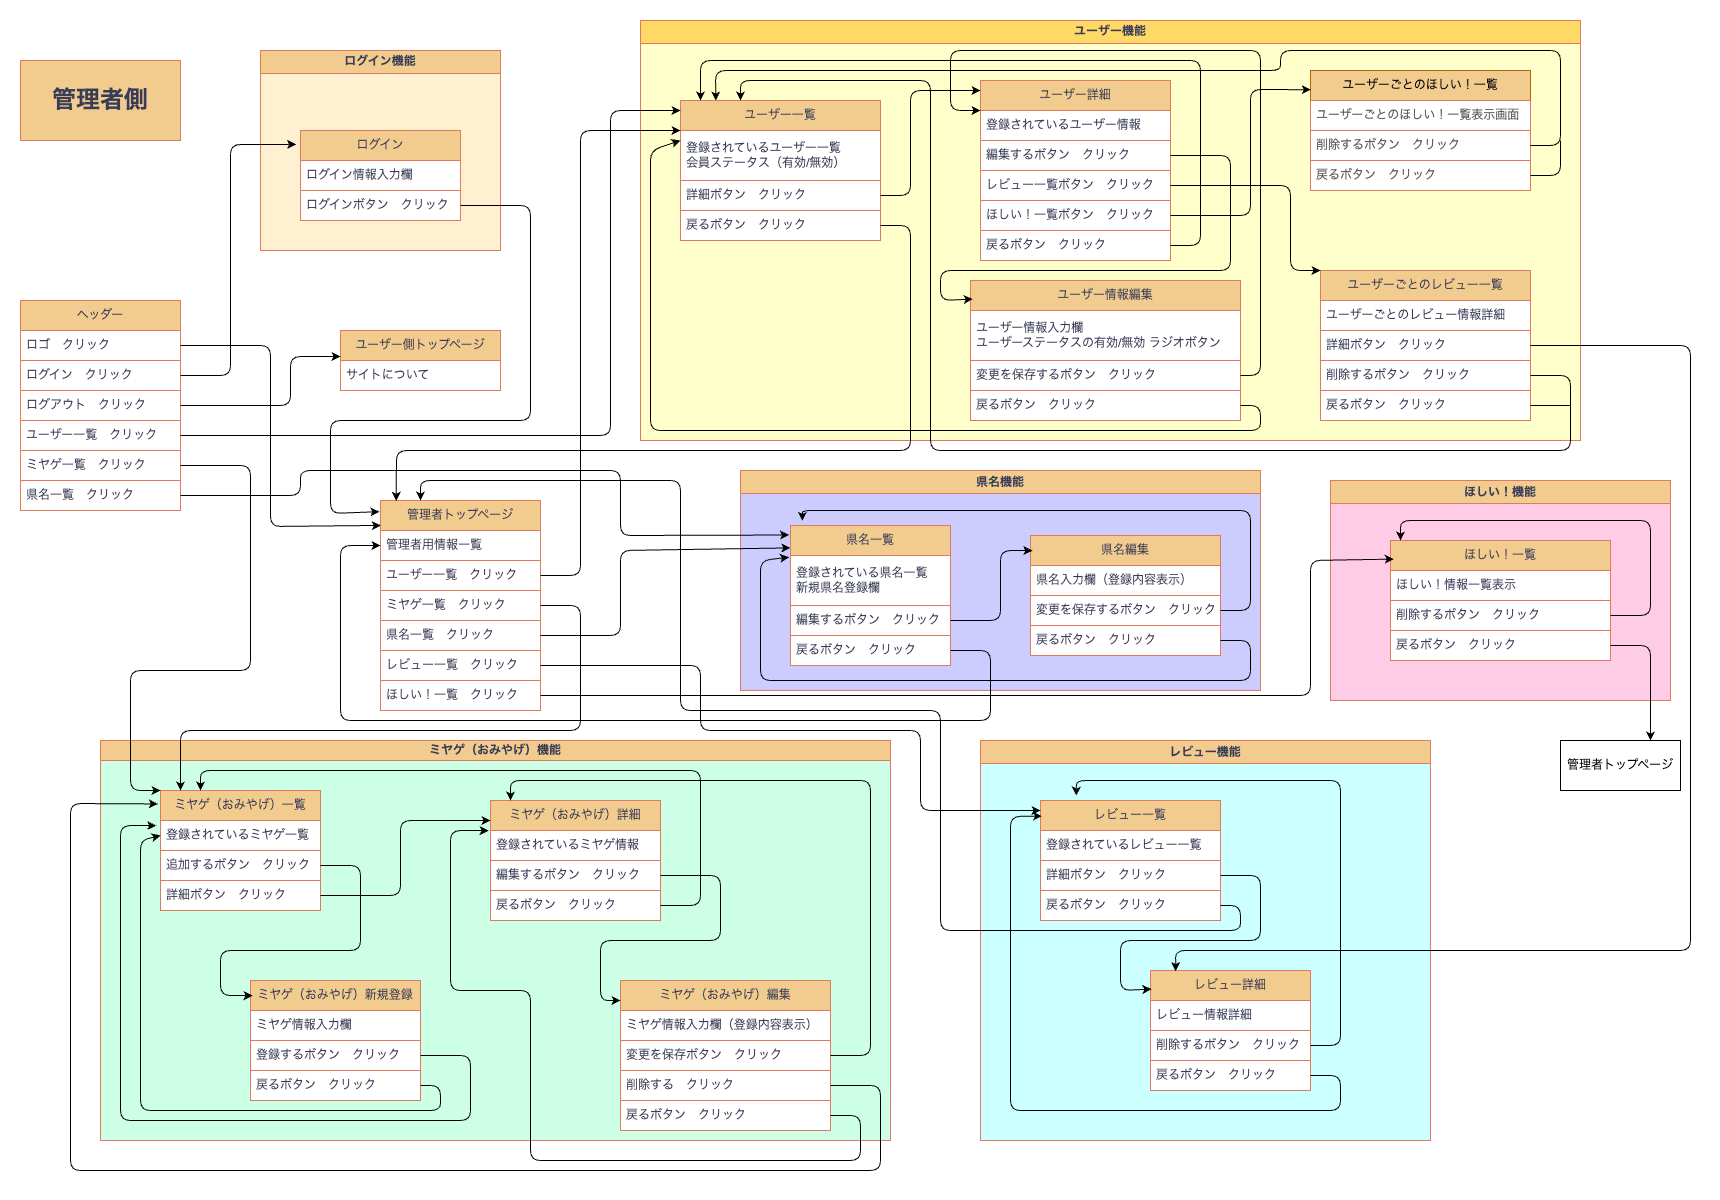 管理者側
ログイン機能
ログイン
ログイン情報入力欄
ログインボタン　クリック
ヘッダー
ロゴ　クリック
ログイン　クリック
ログアウト　クリック
ユーザー一覧　クリック
ミヤゲ一覧　クリック
県名一覧　クリック
ユーザー側トップページ
サイトについて
ユーザー機能
ユーザー一覧
登録されているユーザー一覧
会員ステータス（有効/無効）
詳細ボタン　クリック
戻るボタン　クリック
ユーザー詳細
登録されているユーザー情報
編集するボタン　クリック
レビュー一覧ボタン　クリック
ほしい！一覧ボタン　クリック
戻るボタン　クリック
ユーザーごとのほしい！一覧
ユーザーごとのほしい！一覧表示画面
削除するボタン　クリック
戻るボタン　クリック
ユーザー情報編集
ユーザー情報入力欄
ユーザーステータスの有効/無効 ラジオボタン
変更を保存するボタン　クリック
戻るボタン　クリック
ユーザーごとのレビュー一覧
ユーザーごとのレビュー情報詳細
詳細ボタン　クリック
削除するボタン　クリック
戻るボタン　クリック
管理者トップページ
管理者用情報一覧
ユーザー一覧　クリック
ミヤゲ一覧　クリック
県名一覧　クリック
レビュー一覧　クリック
ほしい！一覧　クリック
県名機能
県名一覧
登録されている県名一覧
新規県名登録欄
編集するボタン　クリック
戻るボタン　クリック
県名編集
県名入力欄（登録内容表示）
変更を保存するボタン　クリック
戻るボタン　クリック
ほしい！機能
ほしい！一覧
ほしい！情報一覧表示
削除するボタン　クリック
戻るボタン　クリック
管理者トップページ
ミヤゲ（おみやげ）機能
ミヤゲ（おみやげ）一覧
登録されているミヤゲ一覧
追加するボタン　クリック
詳細ボタン　クリック
ミヤゲ（おみやげ）詳細
登録されているミヤゲ情報
編集するボタン　クリック
戻るボタン　クリック
ミヤゲ（おみやげ）新規登録
ミヤゲ情報入力欄
登録するボタン　クリック
戻るボタン　クリック
ミヤゲ（おみやげ）編集
ミヤゲ情報入力欄（登録内容表示）
変更を保存ボタン　クリック
削除する　クリック
戻るボタン　クリック
レビュー機能
レビュー一覧
登録されているレビュー一覧
詳細ボタン　クリック
戻るボタン　クリック
レビュー詳細
レビュー情報詳細
削除するボタン　クリック
戻るボタン　クリック